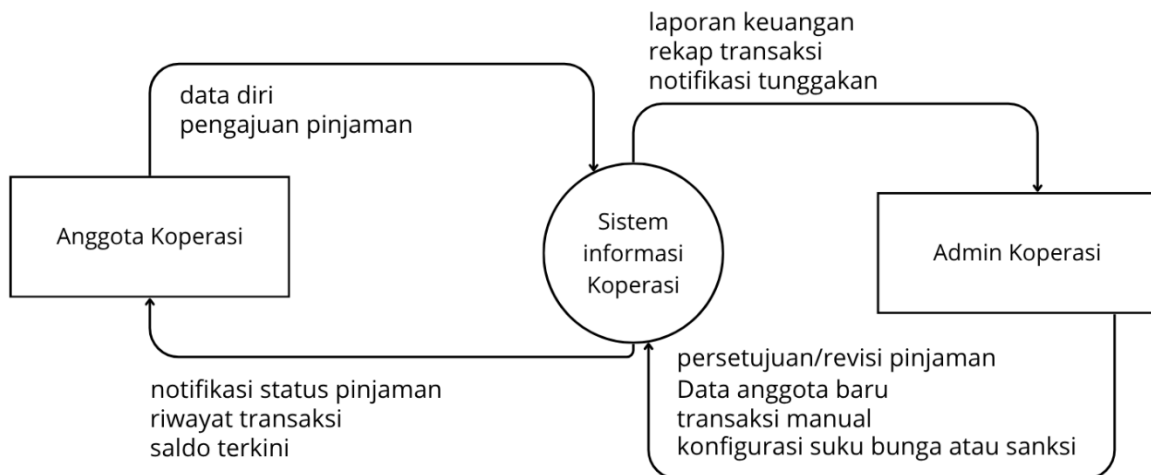 laporan keuangan
rekap transaksi
notifikasi tunggakan
data diri
pengajuan pinjaman
Anggota Koperasi
Sistem
informasi
Koperasi
Admin Koperasi
notifikasi status pinjaman
riwayat transaksi
saldo terkini
persetujuan/revisi pinjaman
Data anggota baru
transaksi manual
konfigurasi suku bunga atau sanksi